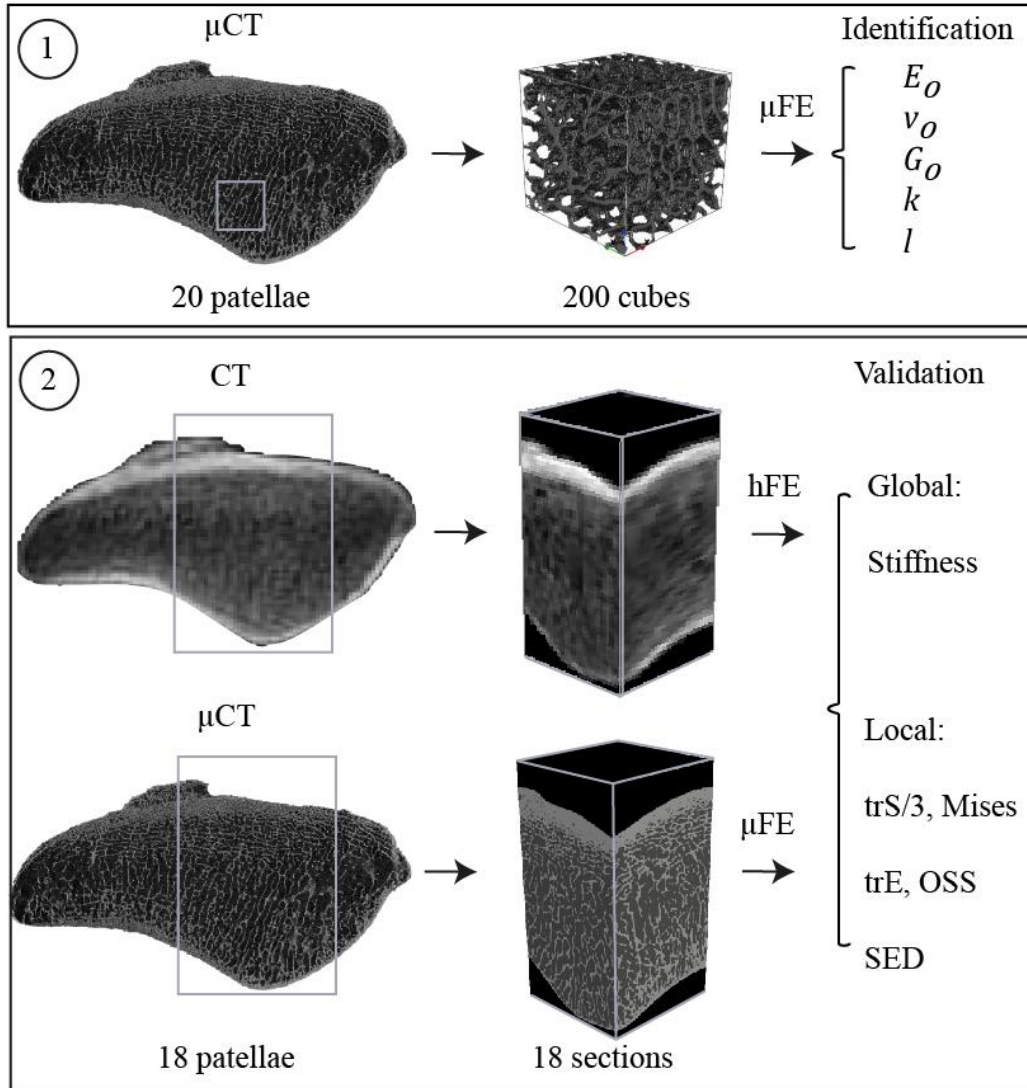 1
µCT
20 patellae
200 cubes
µFE
Identification
E_O
ν_O
G_O
k
l
2
CT
hFE
Validation
Global:
Stiffness
µCT
µFE
Local:
trS/3, Mises
trE, OSS
SED
18 patellae
18 sections